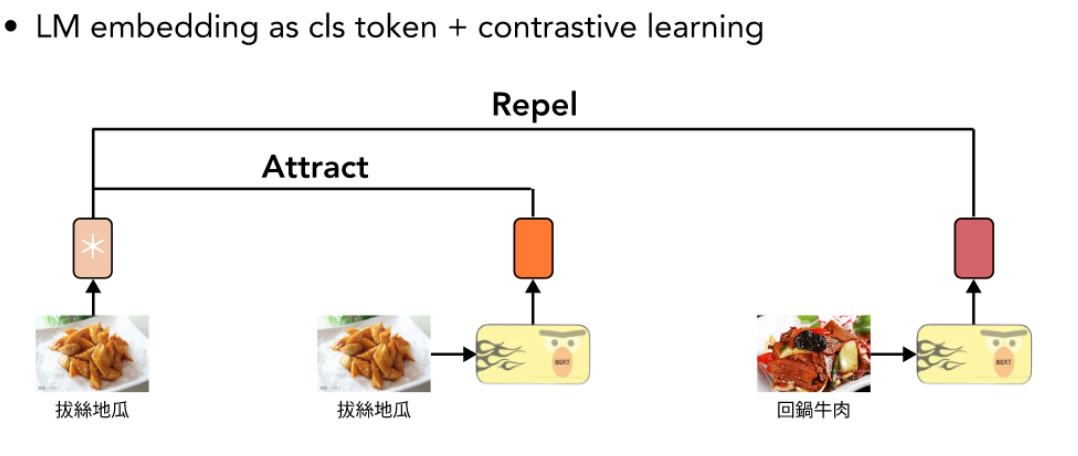 • LM embedding as cls token + contrastive learning
Repel
Attract
*
BERT
BERT
拔絲地瓜
拔絲地瓜
回鍋牛肉